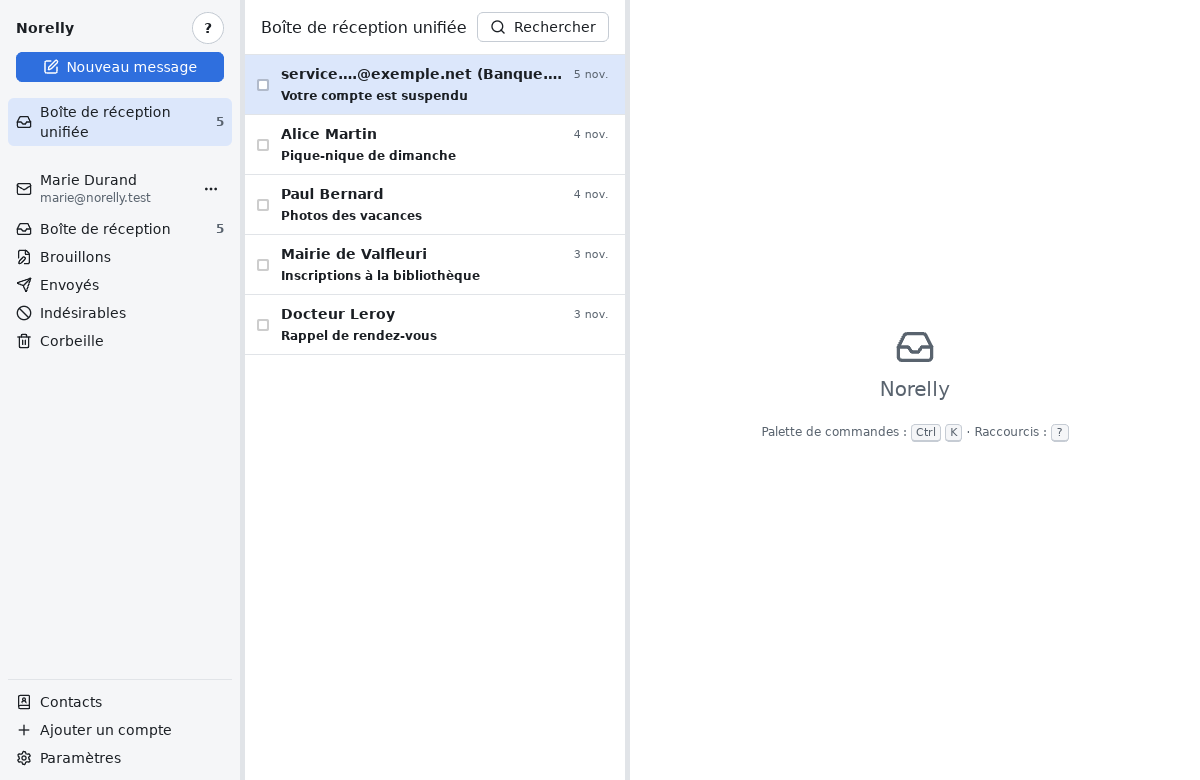 Norelly
?
Nouveau message
Boîte de réception
unifiée
5
Marie Durand
marie@norelly.test
Boîte de réception
5
Brouillons
Envoyés
Indésirables
Corbeille
Contacts
Ajouter un compte
Paramètres
Boîte de réception unifiée
Rechercher
service....@exemple.net (Banque....
5 nov.
Votre compte est suspendu
Alice Martin
4 nov.
Pique-nique de dimanche
Paul Bernard
4 nov.
Photos des vacances
Mairie de Valfleuri
3 nov.
Inscriptions à la bibliothèque
Docteur Leroy
3 nov.
Rappel de rendez-vous
Norelly
Palette de commandes : Ctrl K · Raccourcis : ?